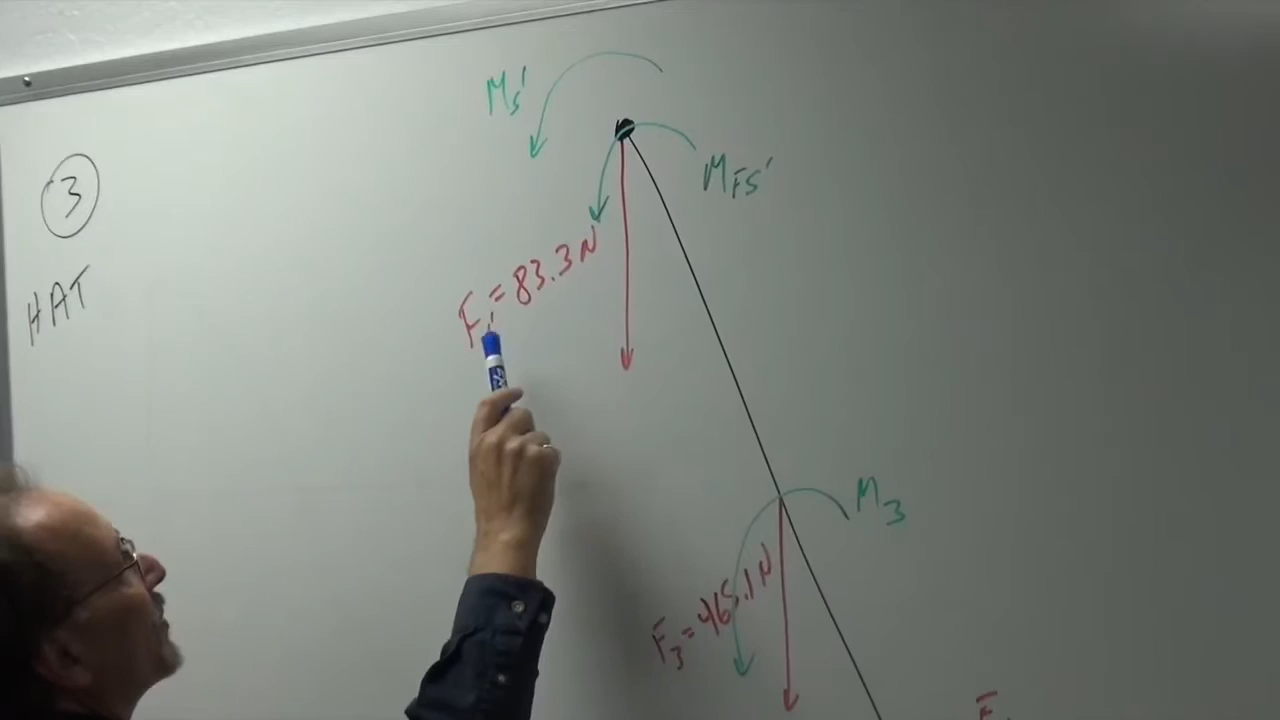 Ms'
3
MFS'
F1 = 83.3 N
HAT
M3
F3 = 465.1 N
F